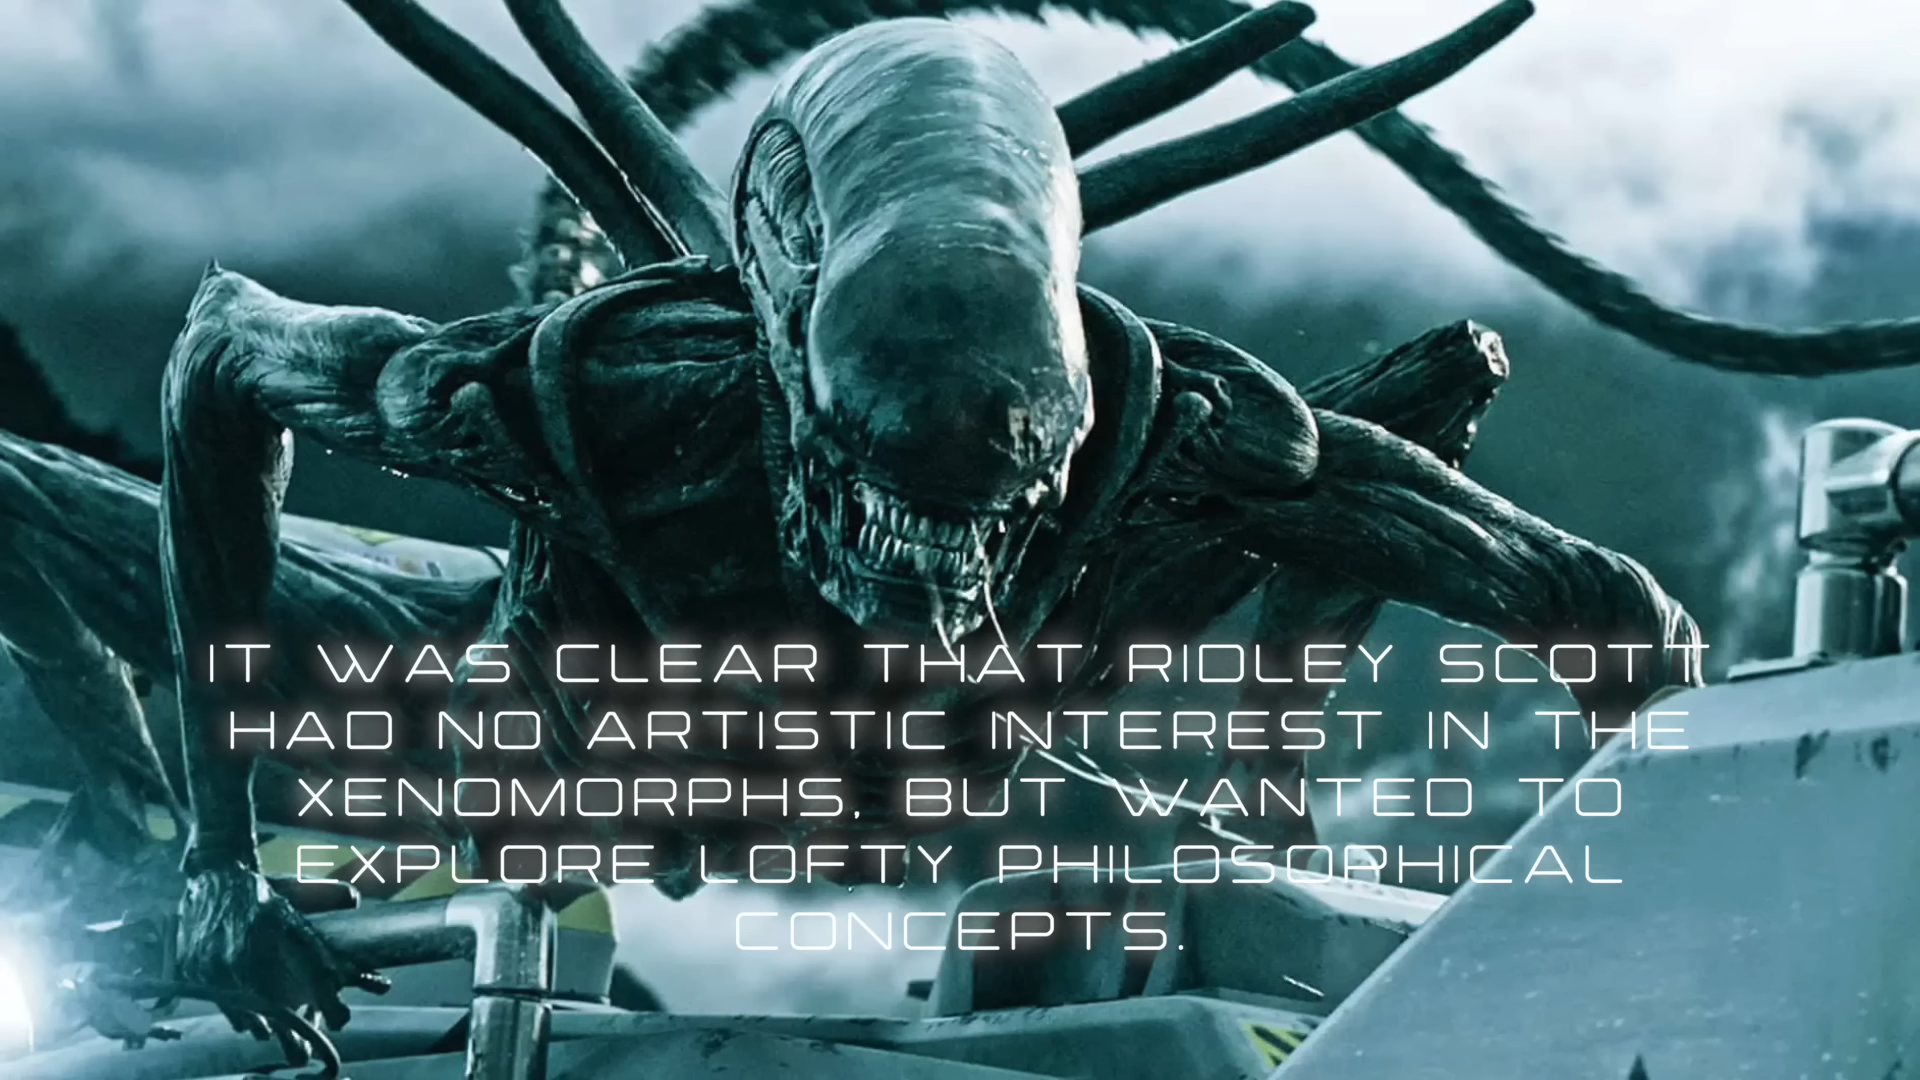 IT WAS CLEAR THAT RIDLEY SCOTT
HAD NO ARTISTIC INTEREST IN THE
XENOMORPHS, BUT WANTED TO
EXPLORE LOFTY PHILOSOPHICAL
CONCEPTS.